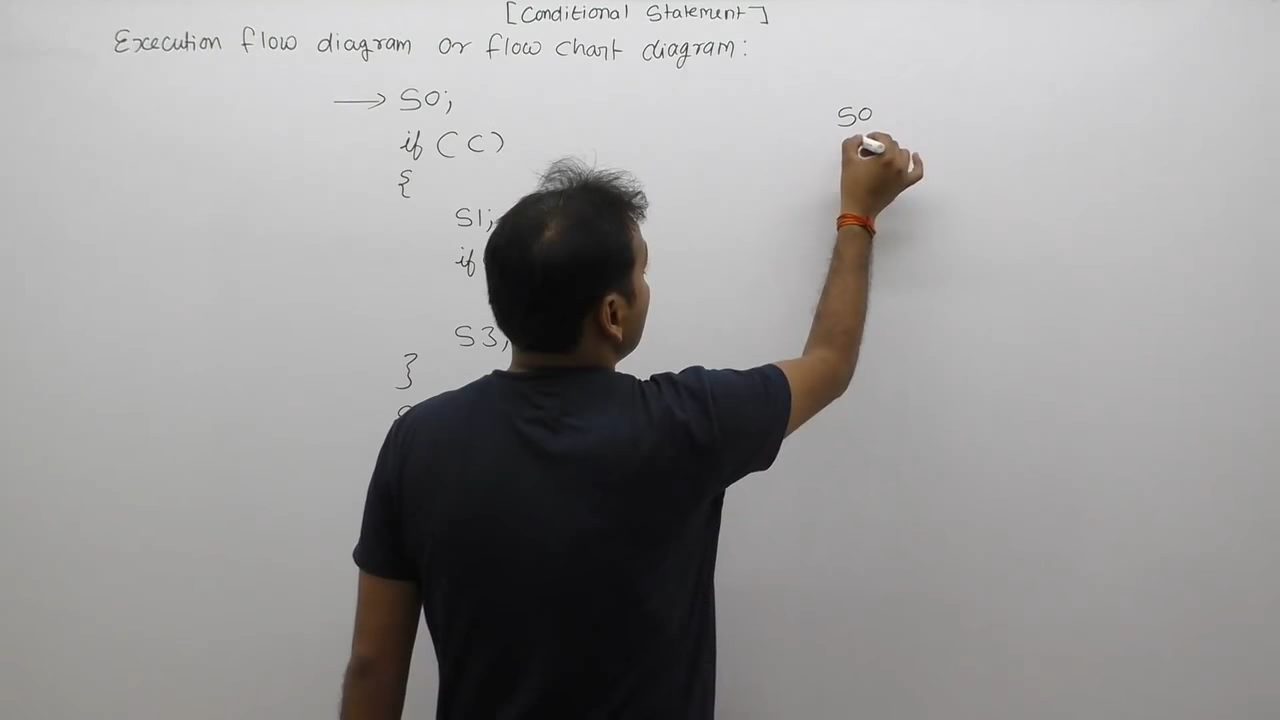 [Conditional Statement]
Execution flow diagram or flow chart diagram:
→ S0;
if (C)
{
S1;
if
S3;
}
S0